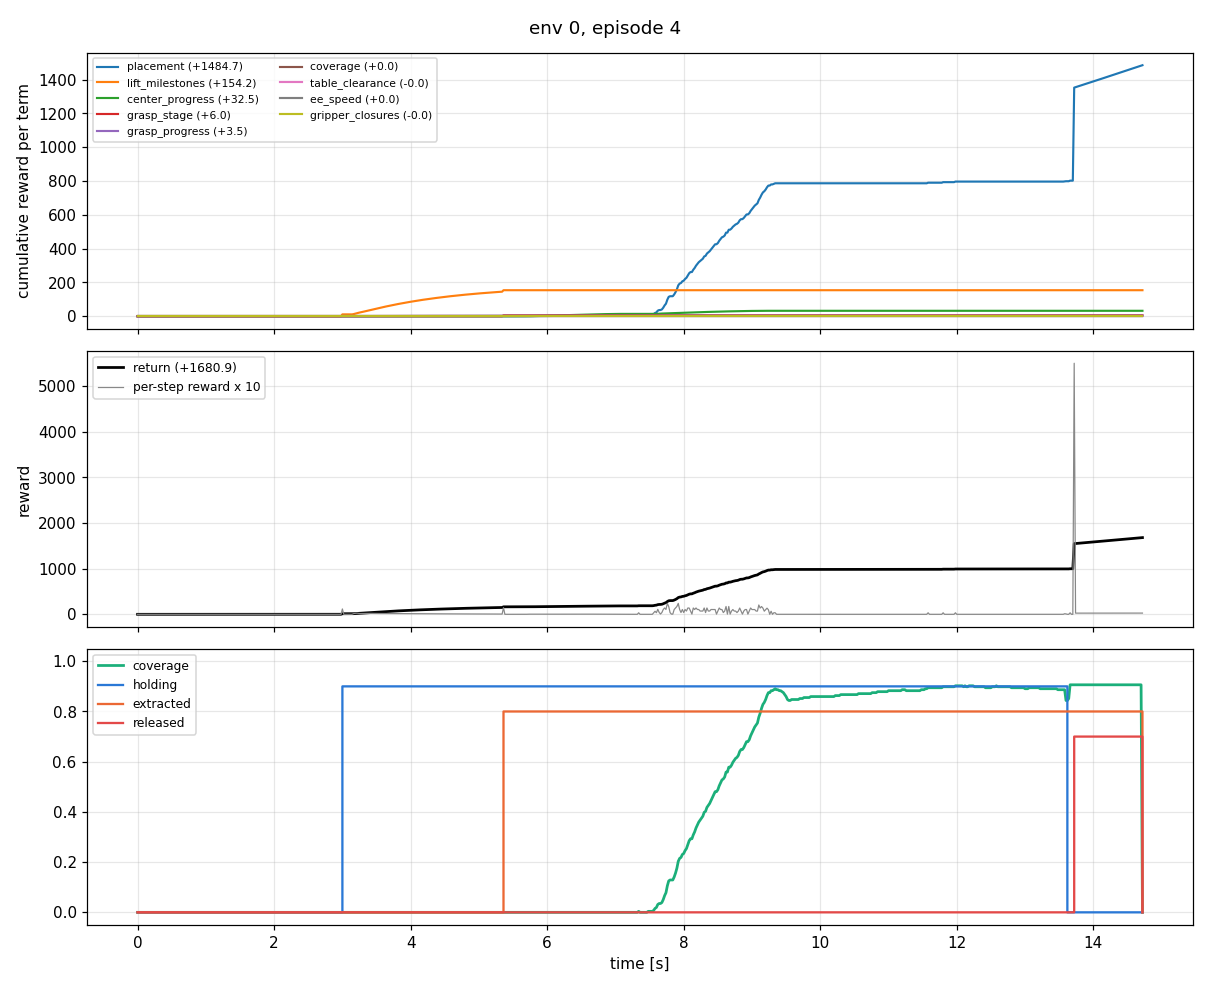 env 0, episode 4
cumulative reward per term
1400
1200
1000
800
600
400
200
0
placement (+1484.7)
lift_milestones (+154.2)
center_progress (+32.5)
grasp_stage (+6.0)
grasp_progress (+3.5)
coverage (+0.0)
table_clearance (-0.0)
ee_speed (+0.0)
gripper_closures (-0.0)
reward
5000
4000
3000
2000
1000
0
return (+1680.9)
per-step reward x 10
1.0
0.8
0.6
0.4
0.2
0.0
coverage
holding
extracted
released
0 2 4 6 8 10 12 14
time [s]